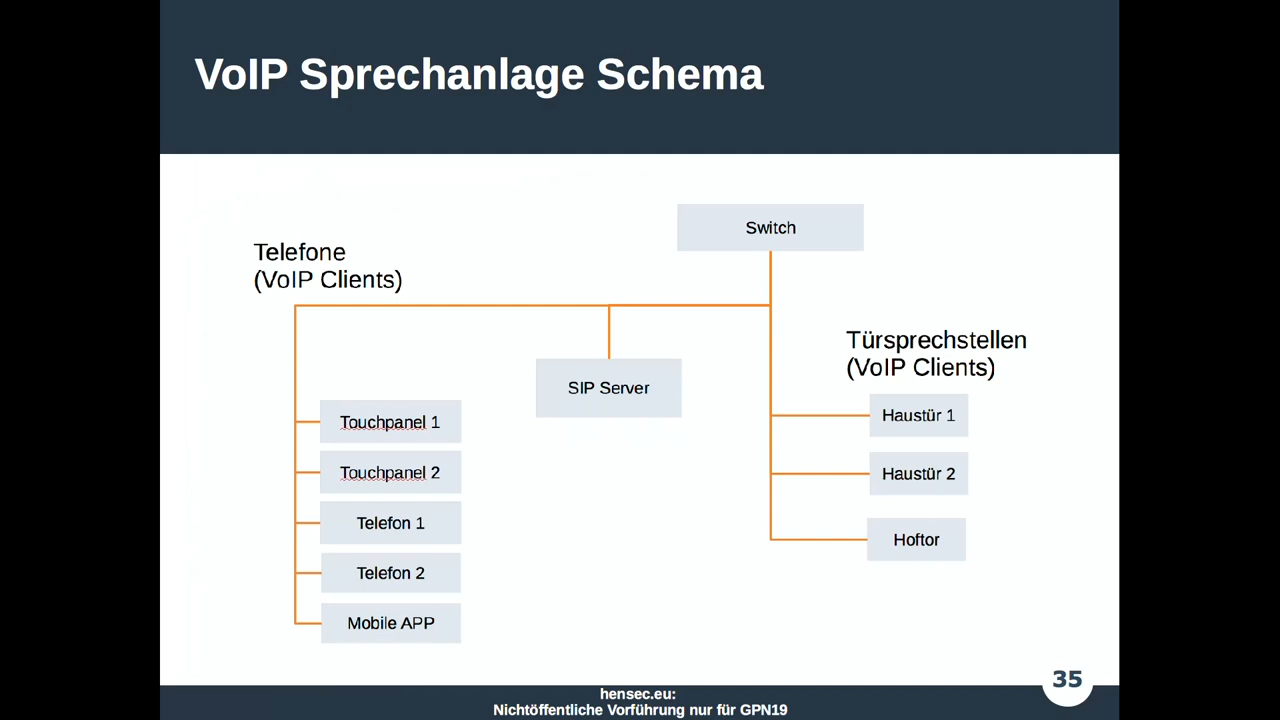 VoIP Sprechanlage Schema
Switch
Telefone
(VoIP Clients)
Türsprechstellen
(VoIP Clients)
SIP Server
Touchpanel 1
Touchpanel 2
Telefon 1
Telefon 2
Mobile APP
Haustür 1
Haustür 2
Hoftor
35
hensec.eu:
Nichtöffentliche Vorführung nur für GPN19